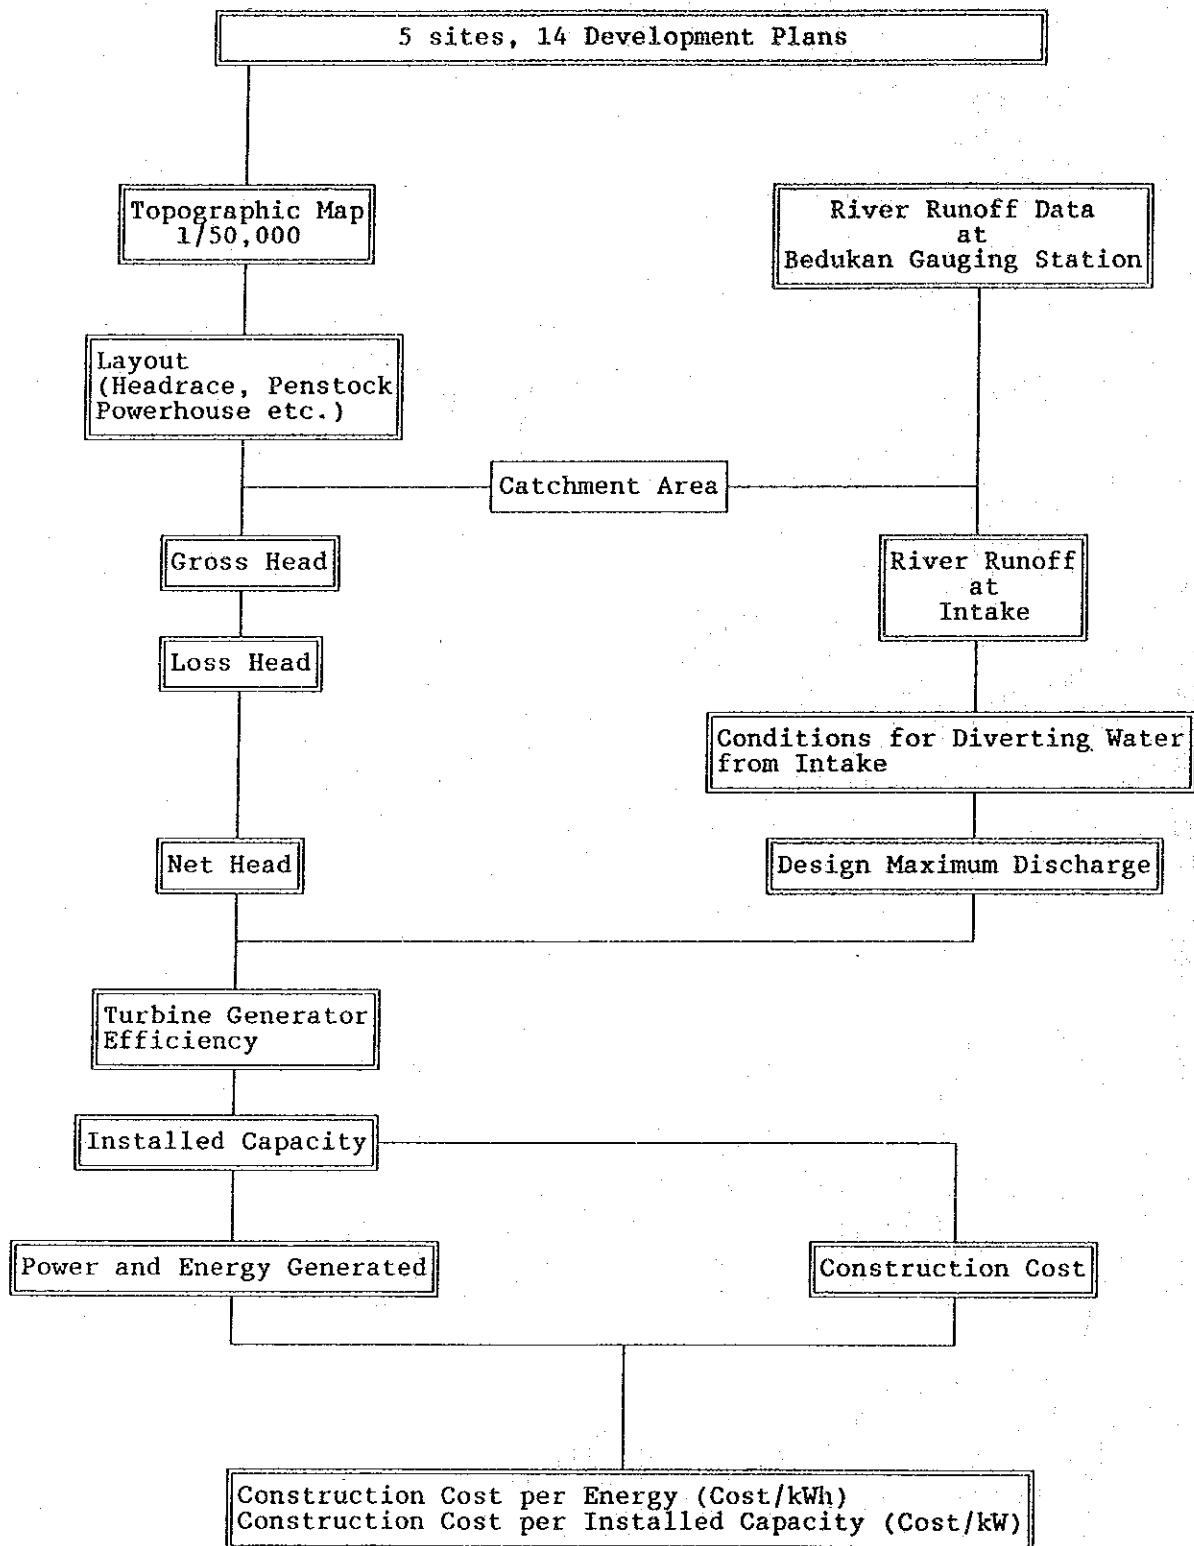 5 sites, 14 Development Plans
Topographic Map
1/50,000
River Runoff Data
at
Bedukan Gauging Station
Layout
(Headrace, Penstock
Powerhouse etc.)
Catchment Area
Gross Head
River Runoff
at
Intake
Loss Head
Conditions for Diverting Water
from Intake
Net Head
Design Maximum Discharge
Turbine Generator
Efficiency
Installed Capacity
Power and Energy Generated
Construction Cost
Construction Cost per Energy (Cost/kWh)
Construction Cost per Installed Capacity (Cost/kW)